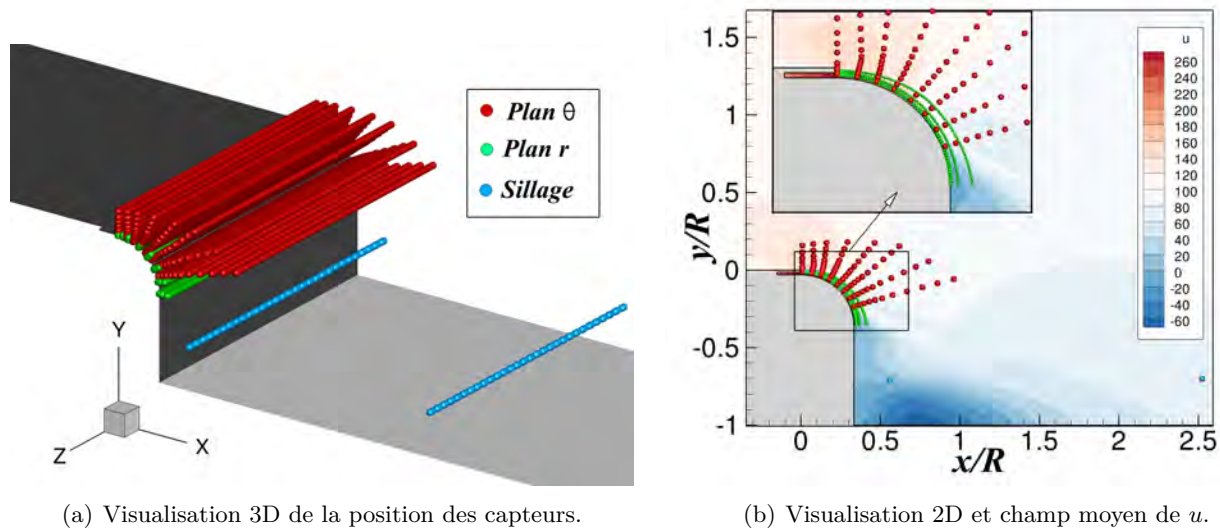 Plan θ
Plan r
Sillage
Y
Z
X
(a) Visualisation 3D de la position des capteurs.
y/R
1.5
1
0.5
0
-0.5
-1
0
0.5
1
1.5
2
2.5
x/R
u
260
240
220
200
180
160
140
120
100
80
60
40
20
0
-20
-40
-60
(b) Visualisation 2D et champ moyen de u.